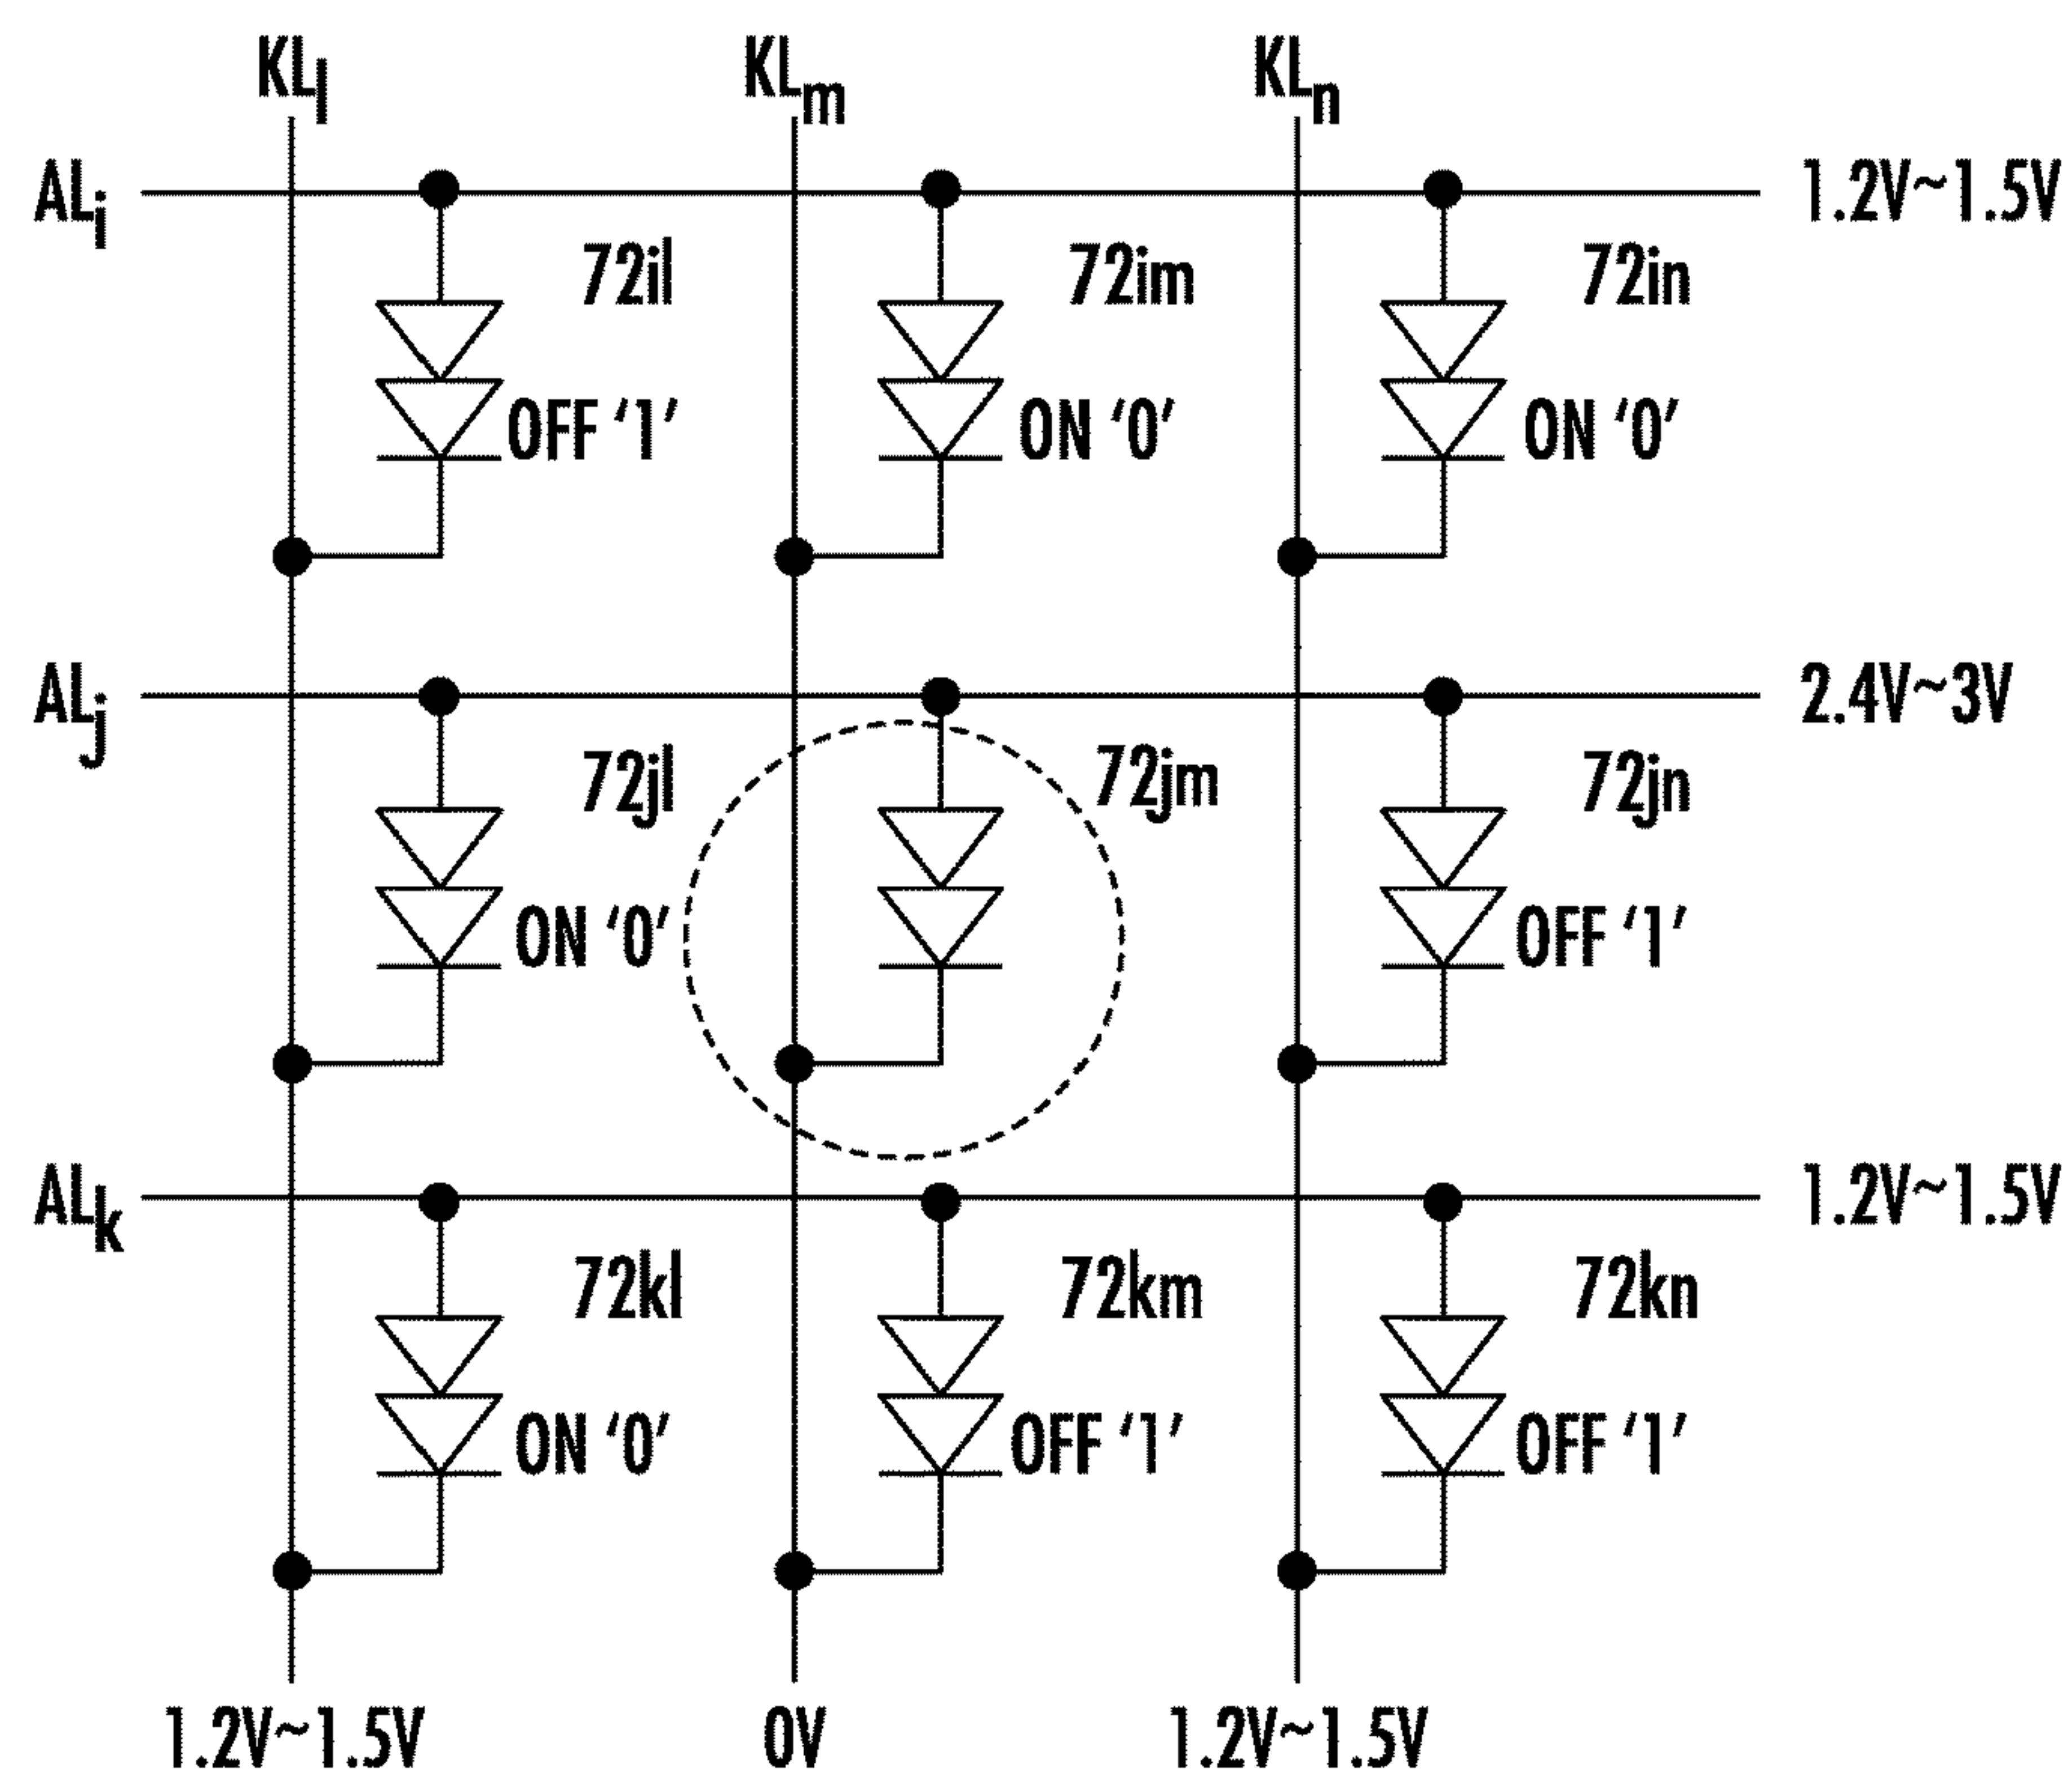 KLl KLm KLn
ALi 1.2V~1.5V
72il 72im 72in
OFF ‘1’ ON ‘0’ ON ‘0’
ALj 2.4V~3V
72jl 72jm 72jn
ON ‘0’ OFF ‘1’
ALk 1.2V~1.5V
72kl 72km 72kn
ON ‘0’ OFF ‘1’ OFF ‘1’
1.2V~1.5V 0V 1.2V~1.5V